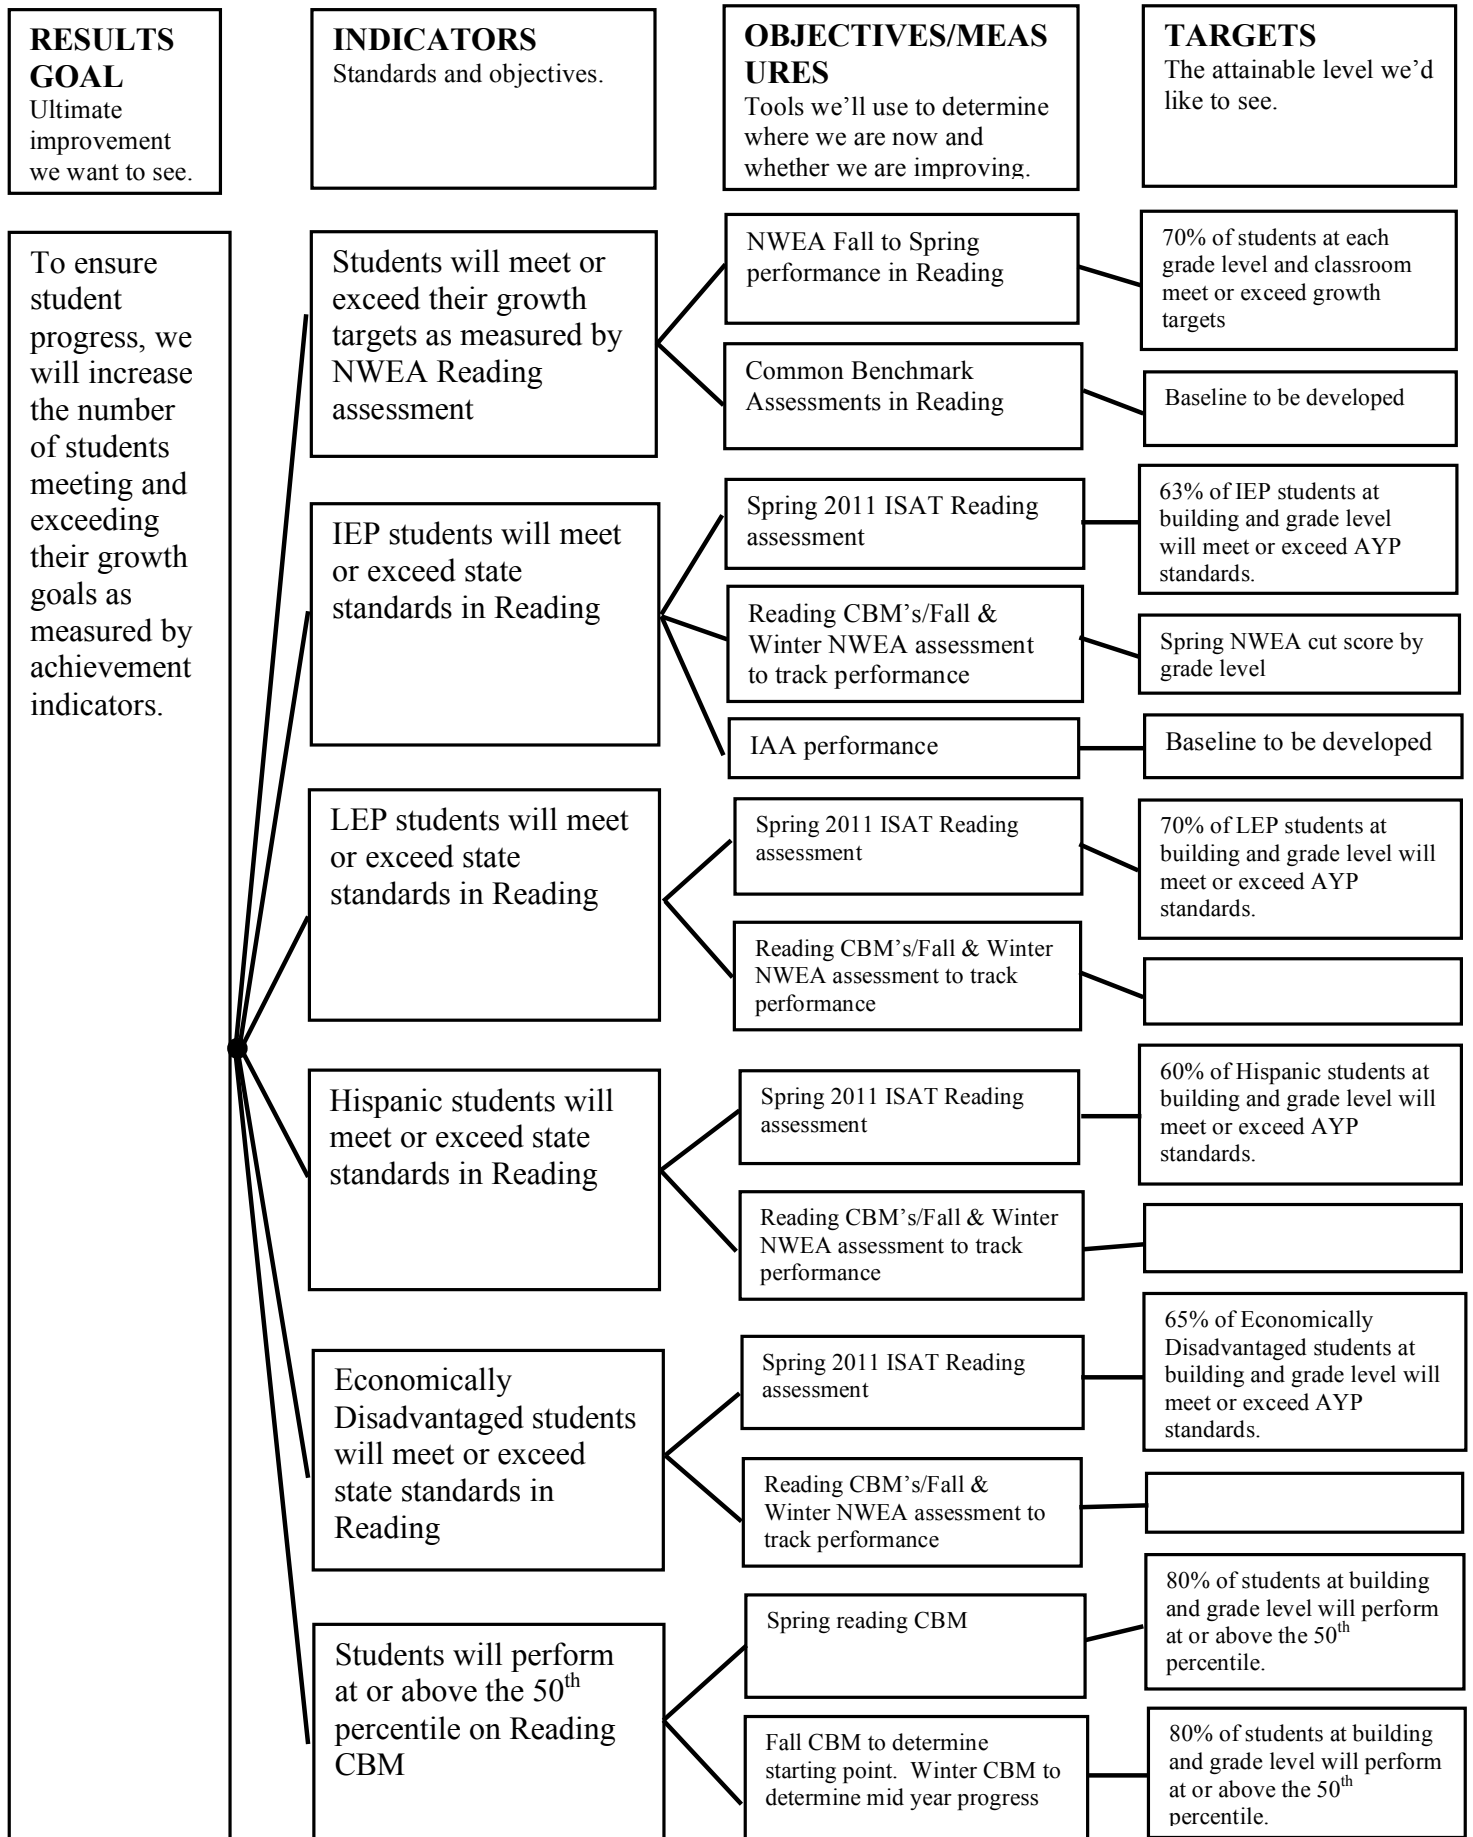 RESULTS
GOAL
Ultimate
improvement
we want to see.
INDICATORS
Standards and objectives.
OBJECTIVES/MEAS
URES
Tools we'll use to determine
where we are now and
whether we are improving.
TARGETS
The attainable level we'd
like to see.
To ensure
student
progress, we
will increase
the number
of students
meeting and
exceeding
their growth
goals as
measured by
achievement
indicators.
Students will meet or
exceed their growth
targets as measured by
NWEA Reading
assessment
NWEA Fall to Spring
performance in Reading
70% of students at each
grade level and classroom
meet or exceed growth
targets
Common Benchmark
Assessments in Reading
Baseline to be developed
IEP students will meet
or exceed state
standards in Reading
Spring 2011 ISAT Reading
assessment
63% of IEP students at
building and grade level
will meet or exceed AYP
standards.
Reading CBM's/Fall &
Winter NWEA assessment
to track performance
Spring NWEA cut score by
grade level
IAA performance
Baseline to be developed
LEP students will meet
or exceed state
standards in Reading
Spring 2011 ISAT Reading
assessment
70% of LEP students at
building and grade level will
meet or exceed AYP
standards.
Reading CBM's/Fall & Winter
NWEA assessment to track
performance
Hispanic students will
meet or exceed state
standards in Reading
Spring 2011 ISAT Reading
assessment
60% of Hispanic students at
building and grade level will
meet or exceed AYP
standards.
Reading CBM's/Fall & Winter
NWEA assessment to track
performance
Economically
Disadvantaged students
will meet or exceed
state standards in
Reading
Spring 2011 ISAT Reading
assessment
65% of Economically
Disadvantaged students at
building and grade level will
meet or exceed AYP
standards.
Reading CBM's/Fall &
Winter NWEA assessment to
track performance
Students will perform
at or above the 50th
percentile on Reading
CBM
Spring reading CBM
80% of students at building
and grade level will perform
at or above the 50th
percentile.
Fall CBM to determine
starting point.  Winter CBM to
determine mid year progress
80% of students at building
and grade level will perform
at or above the 50th
percentile.